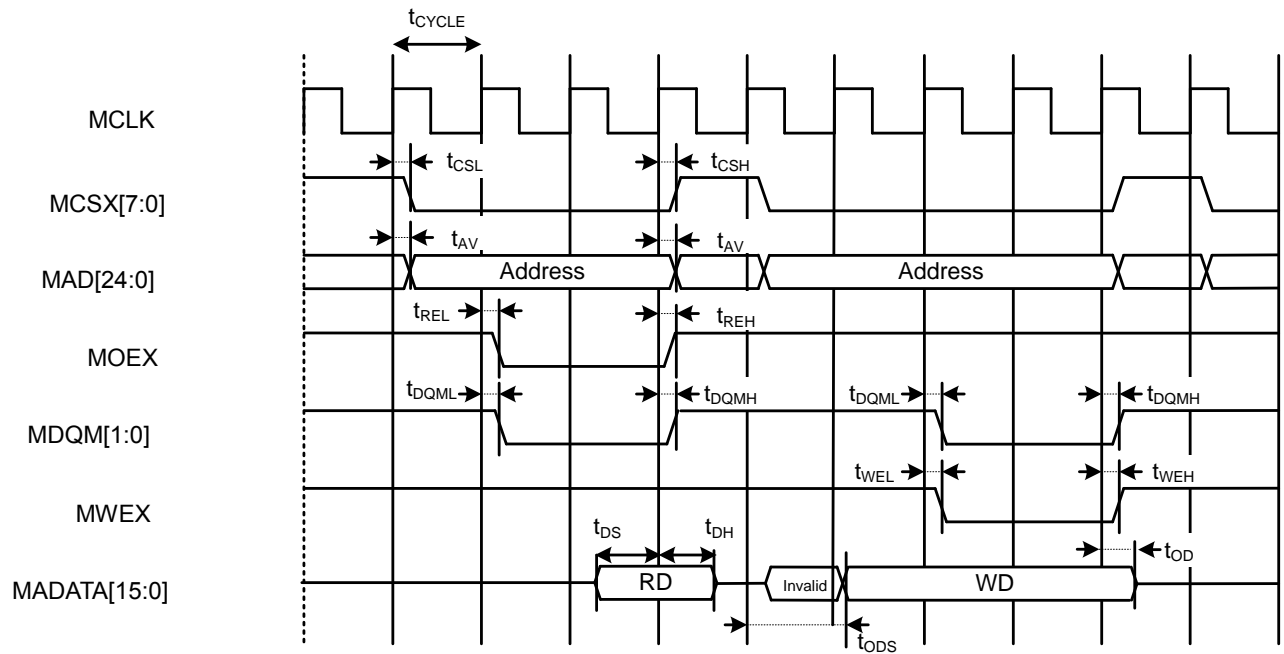 tCYCLE
MCLK
tCSL tCSH
MCSX[7:0]
tAV tAV
MAD[24:0] Address Address
tREL tREH
MOEX
tDQML tDQMH tDQML tDQMH
MDQM[1:0]
tWEL tWEH
MWEX
tDS tDH tOD
MADATA[15:0] RD Invalid WD
tODS